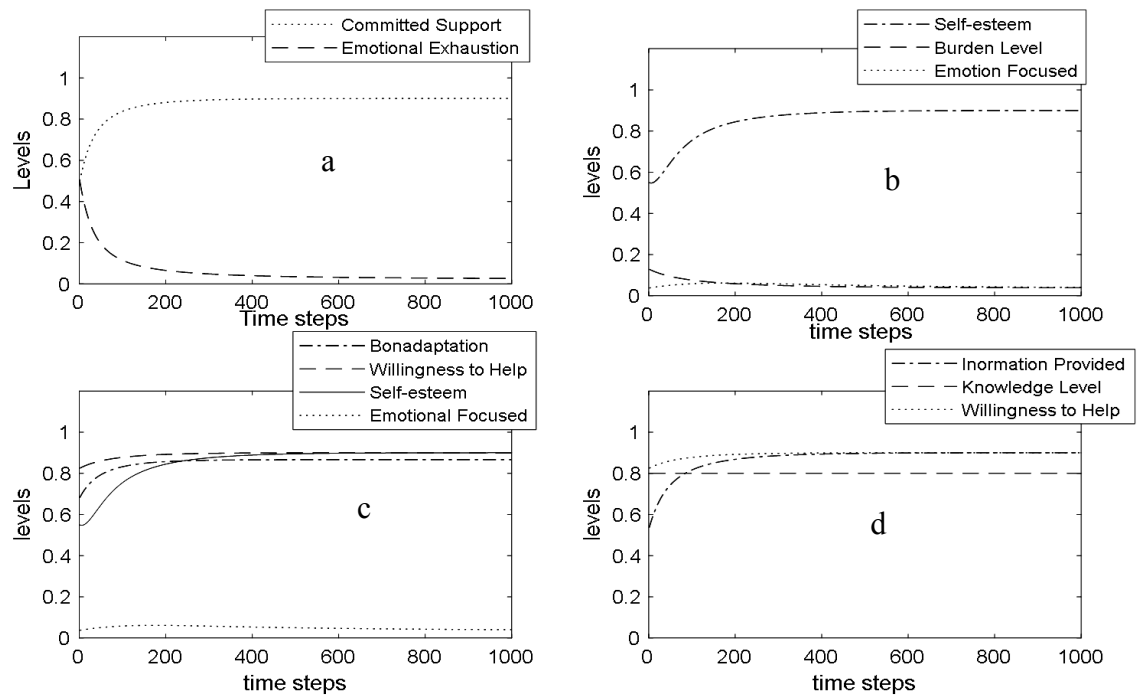 Committed Support
Emotional Exhaustion
Levels
1
0.8
0.6
0.4
0.2
0
a
0 200 400 600 800 1000
Time steps
Self-esteem
Burden Level
Emotion Focused
levels
1
0.8
0.6
0.4
0.2
0
b
0 200 400 600 800 1000
time steps
Bonadaptation
Willingness to Help
Self-esteem
Emotional Focused
levels
1
0.8
0.6
0.4
0.2
0
c
0 200 400 600 800 1000
time steps
Inormation Provided
Knowledge Level
Willingness to Help
levels
1
0.8
0.6
0.4
0.2
0
d
0 200 400 600 800 1000
time steps